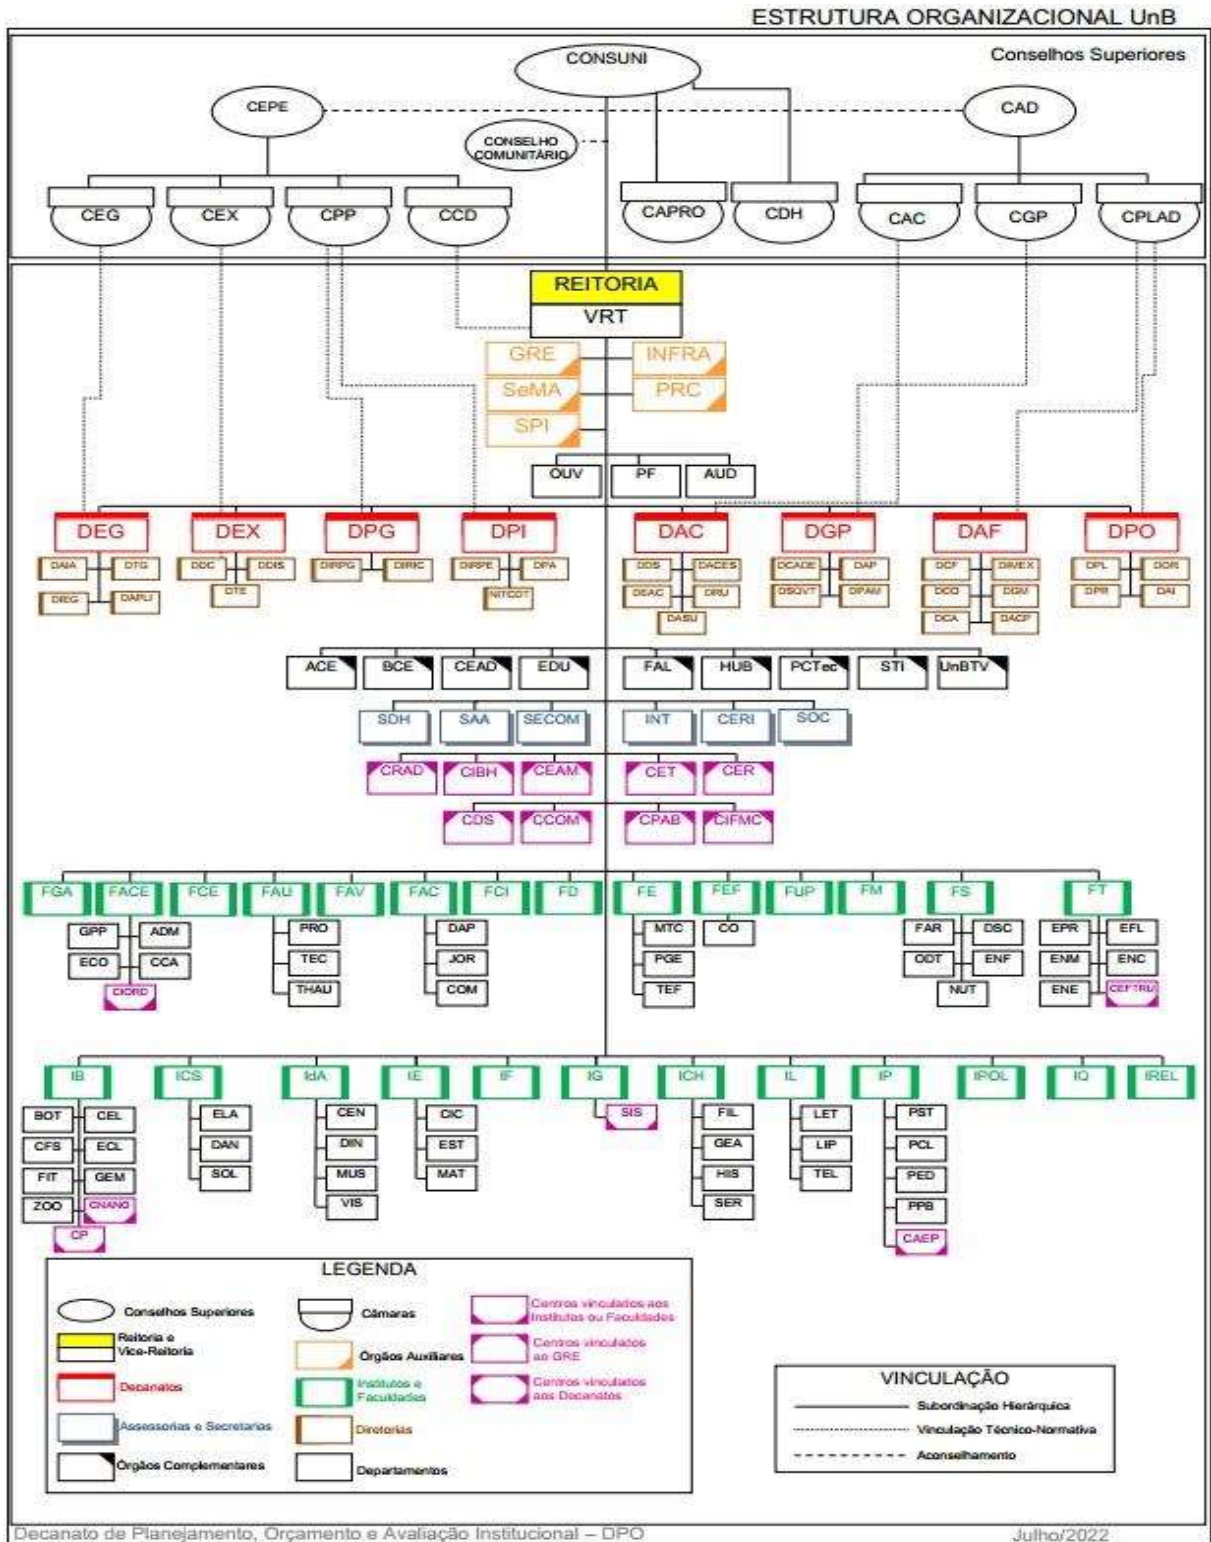 ESTRUTURA ORGANIZACIONAL UnB
Conselhos Superiores
CONSUNI
CEPE
CAD
CONSELHO
COMUNITÁRIO
CEG
CEX
CPP
CCD
CAPRO
CDH
CAC
CGP
CPLAD
REITORIA
VRT
GRE
INFRA
SeMA
PRC
SPI
OUV
PF
AUD
DEG
DEX
DPG
DPI
DAC
DGP
DAF
DPO
DAIA
DTG
DDC
DDIS
DIRPG
DIRIC
DIRPE
DPA
DDS
DACES
DCADE
DAP
DCF
DIMEX
DPL
DOR
DIEG
DAPLI
DTE
NITCDT
DEAC
DRU
DSQVT
DPAM
DCO
DGM
DPR
DAI
DASU
DCA
DACP
ACE
BCE
CEAD
EDU
FAL
HUB
PCTec
STI
UnBTV
SDH
SAA
SECOM
INT
CERI
SOC
CRAD
CIBH
CEAM
CET
CER
CDS
CCOM
CPAB
CIFMC
FGA
FACE
FCE
FAU
FAV
FAC
FCI
FD
FE
FEF
FUP
FM
FS
FT
GPP
ADM
PRO
DAP
MTC
CO
FAR
DSC
EPR
EFL
ECO
CCA
TEC
JOR
PGE
ODT
ENF
ENM
ENC
CIORD
THAU
COM
TEF
NUT
ENE
CEFTRU
IB
ICS
IdA
IE
IF
IG
ICH
IL
IP
IPOL
IQ
IREL
BOT
CEL
ELA
CEN
CIC
SIS
FIL
LET
PST
CFS
ECL
DAN
DIN
EST
GEA
LIP
PCL
FIT
GEM
SOL
MUS
MAT
HIS
TEL
PED
ZOO
CNANO
VIS
SER
PPB
CP
CAEP
LEGENDA
Conselhos Superiores
Câmaras
Centros vinculados aos
Institutos ou Faculdades
Reitoria e
Vice-Reitoria
Órgãos Auxiliares
Centros vinculados
ao GRE
Decanatos
Institutos e
Faculdades
Centros vinculados
aos Decanatos
Assessorias e Secretarias
Diretorias
Órgãos Complementares
Departamentos
VINCULAÇÃO
Subordinação Hierárquica
Vinculação Técnico-Normativa
Aconselhamento
Decanato de Planejamento, Orçamento e Avaliação Institucional – DPO
Julho/2022